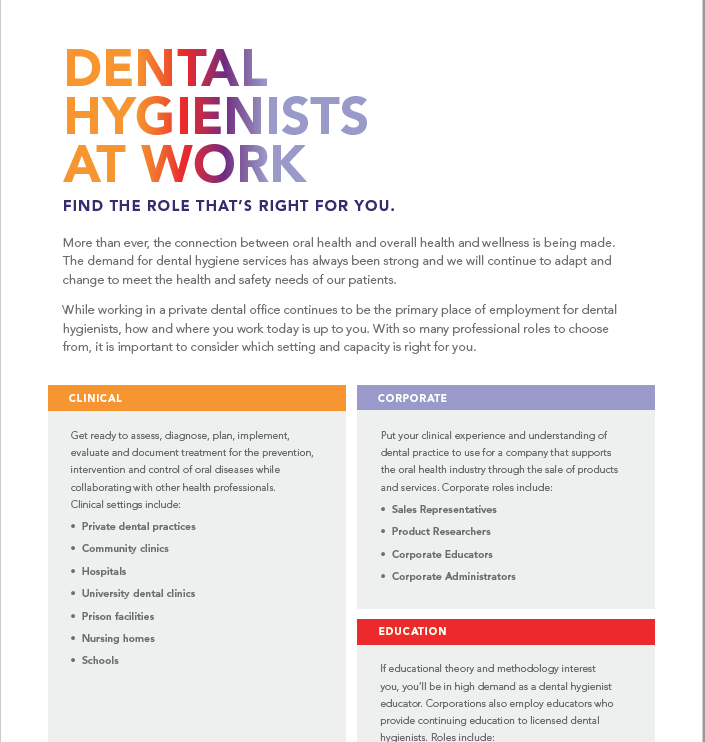 DENTAL
HYGIENISTS
AT WORK
FIND THE ROLE THAT'S RIGHT FOR YOU.
More than ever, the connection between oral health and overall health and wellness is being made.
The demand for dental hygiene services has always been strong and we will continue to adapt and
change to meet the health and safety needs of our patients.
While working in a private dental office continues to be the primary place of employment for dental
hygienists, how and where you work today is up to you. With so many professional roles to choose
from, it is important to consider which setting and capacity is right for you.
CLINICAL
Get ready to assess, diagnose, plan, implement,
evaluate and document treatment for the prevention,
intervention and control of oral diseases while
collaborating with other health professionals.
Clinical settings include:
• Private dental practices
• Community clinics
• Hospitals
• University dental clinics
• Prison facilities
• Nursing homes
• Schools
CORPORATE
Put your clinical experience and understanding of
dental practice to use for a company that supports
the oral health industry through the sale of products
and services. Corporate roles include:
• Sales Representatives
• Product Researchers
• Corporate Educators
• Corporate Administrators
EDUCATION
If educational theory and methodology interest
you, you'll be in high demand as a dental hygienist
educator. Corporations also employ educators who
provide continuing education to licensed dental
hygienists. Roles include: